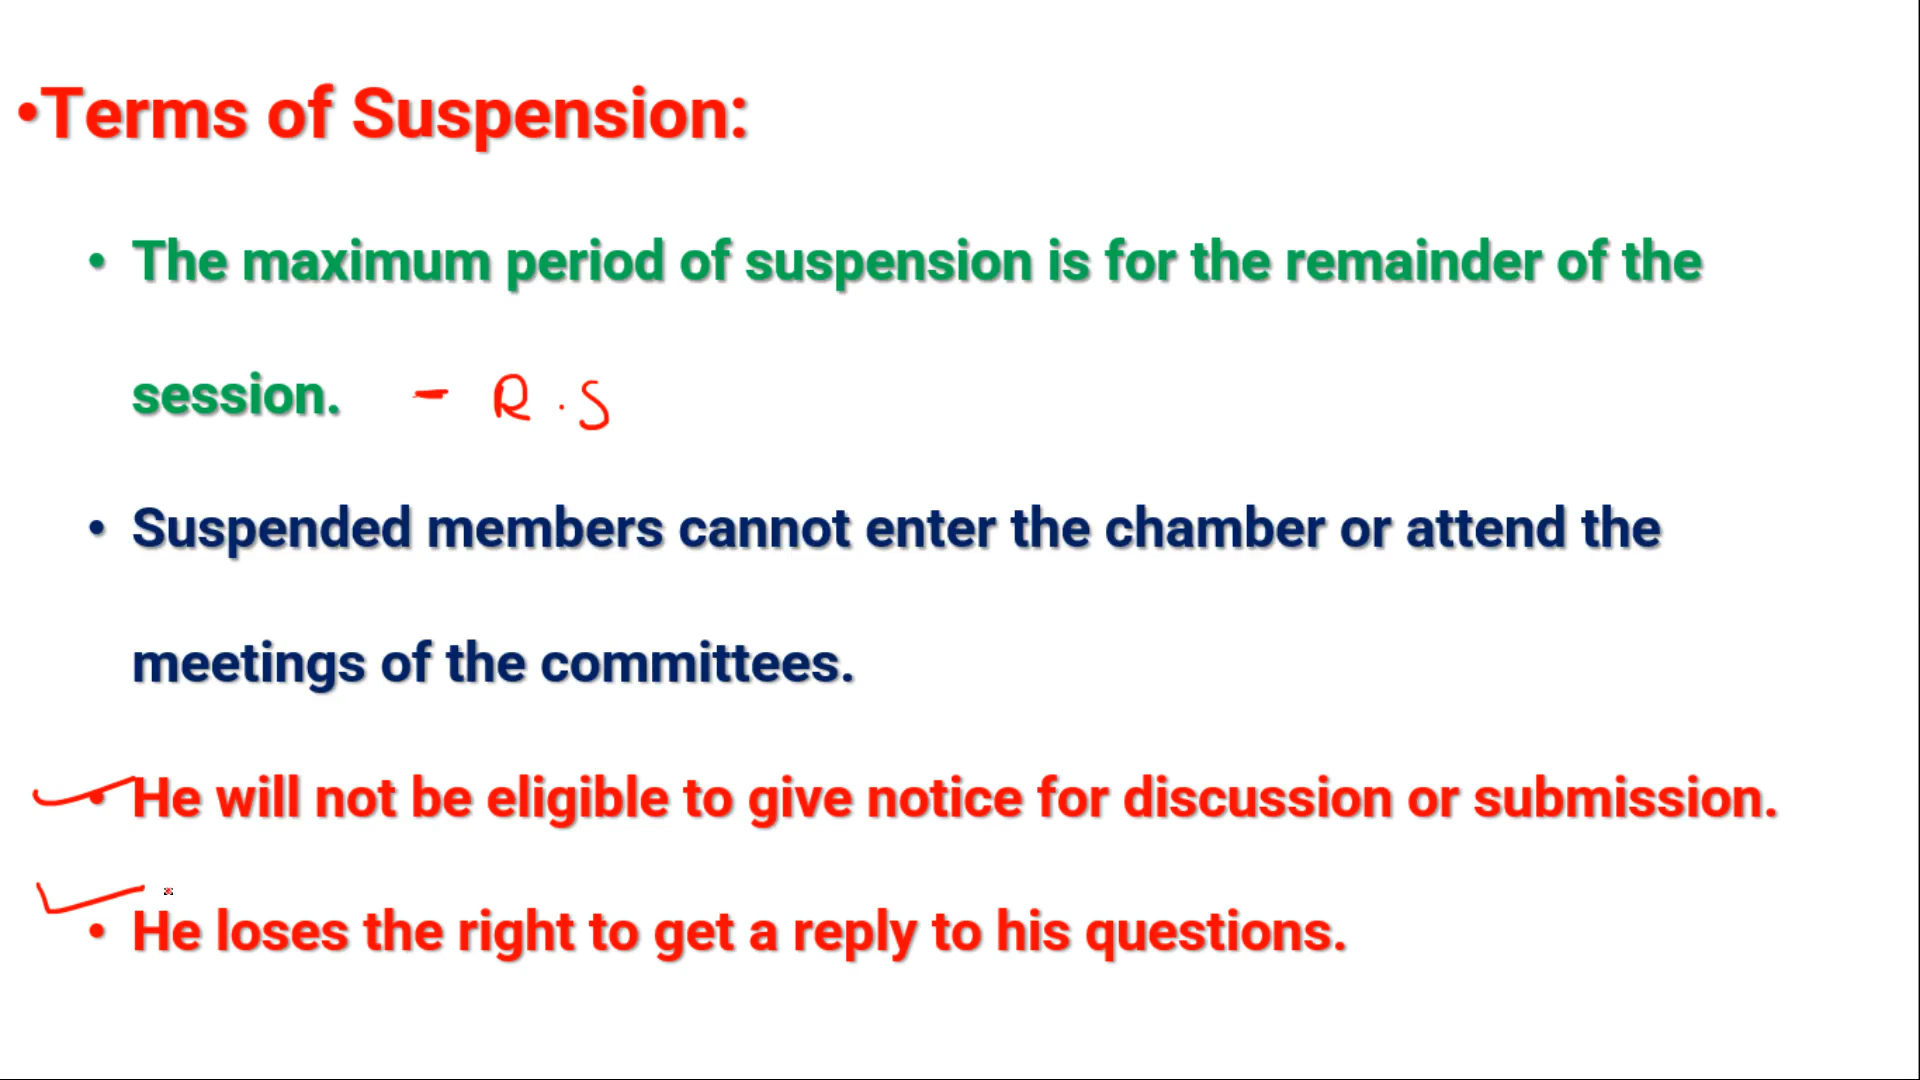 •Terms of Suspension:
• The maximum period of suspension is for the remainder of the
session. - R.S
• Suspended members cannot enter the chamber or attend the
meetings of the committees.
• He will not be eligible to give notice for discussion or submission.
• He loses the right to get a reply to his questions.